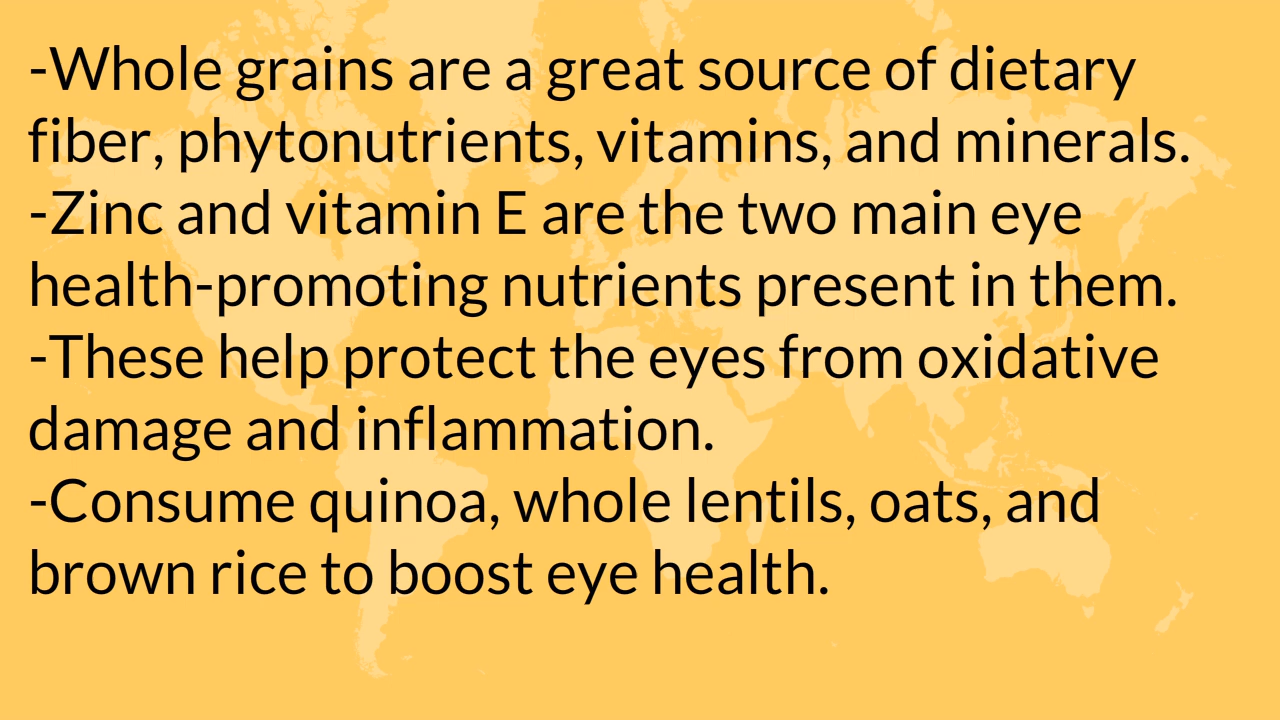 -Whole grains are a great source of dietary
fiber, phytonutrients, vitamins, and minerals.
-Zinc and vitamin E are the two main eye
health-promoting nutrients present in them.
-These help protect the eyes from oxidative
damage and inflammation.
-Consume quinoa, whole lentils, oats, and
brown rice to boost eye health.